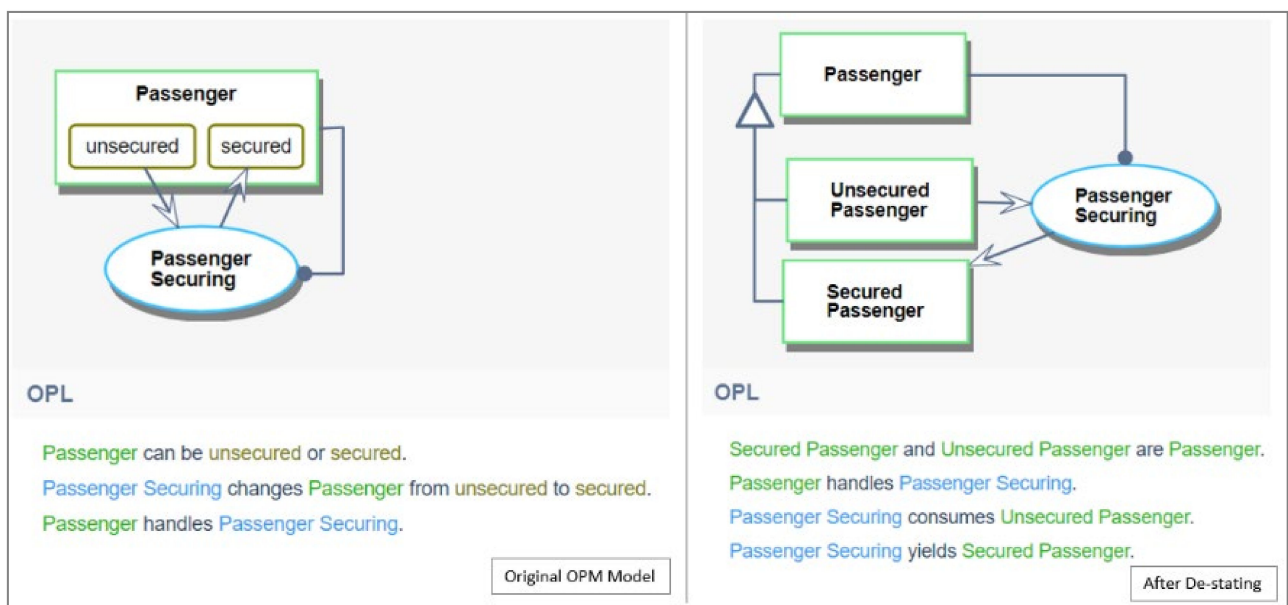 Passenger
unsecured
secured
Passenger
Securing
OPL
Passenger can be unsecured or secured.
Passenger Securing changes Passenger from unsecured to secured.
Passenger handles Passenger Securing.
Original OPM Model
Passenger
Unsecured
Passenger
Passenger
Securing
Secured
Passenger
OPL
Secured Passenger and Unsecured Passenger are Passenger.
Passenger handles Passenger Securing.
Passenger Securing consumes Unsecured Passenger.
Passenger Securing yields Secured Passenger.
After De-stating